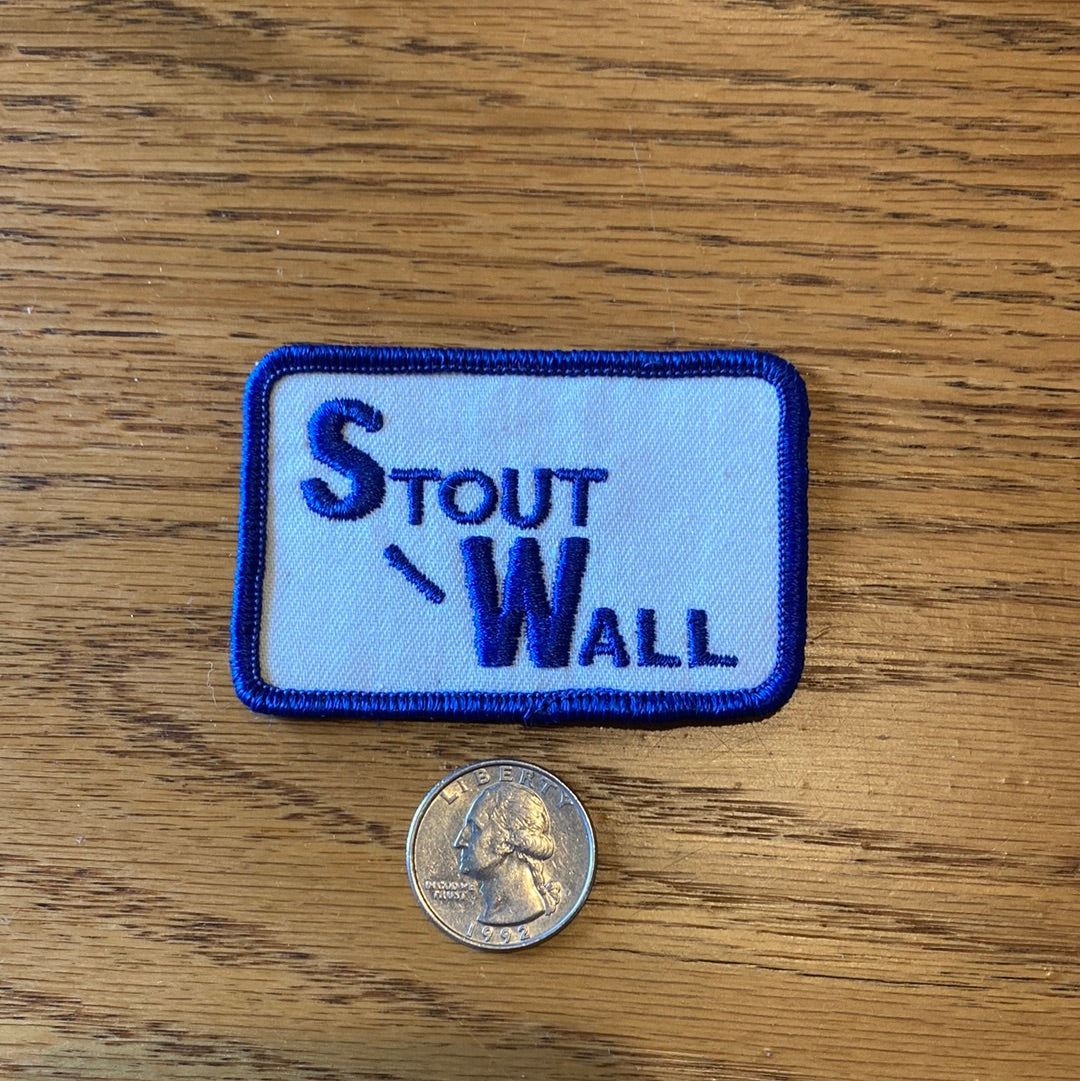 STOUT
\ WALL
LIBERTY
IN GOD WE
TRUST
1992